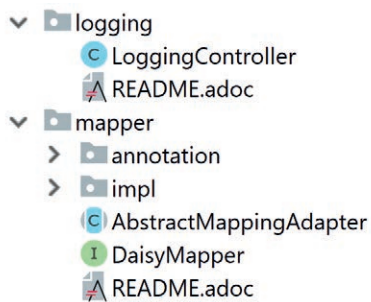 logging
C LoggingController
README.adoc
mapper
annotation
impl
C AbstractMappingAdapter
I DaisyMapper
README.adoc